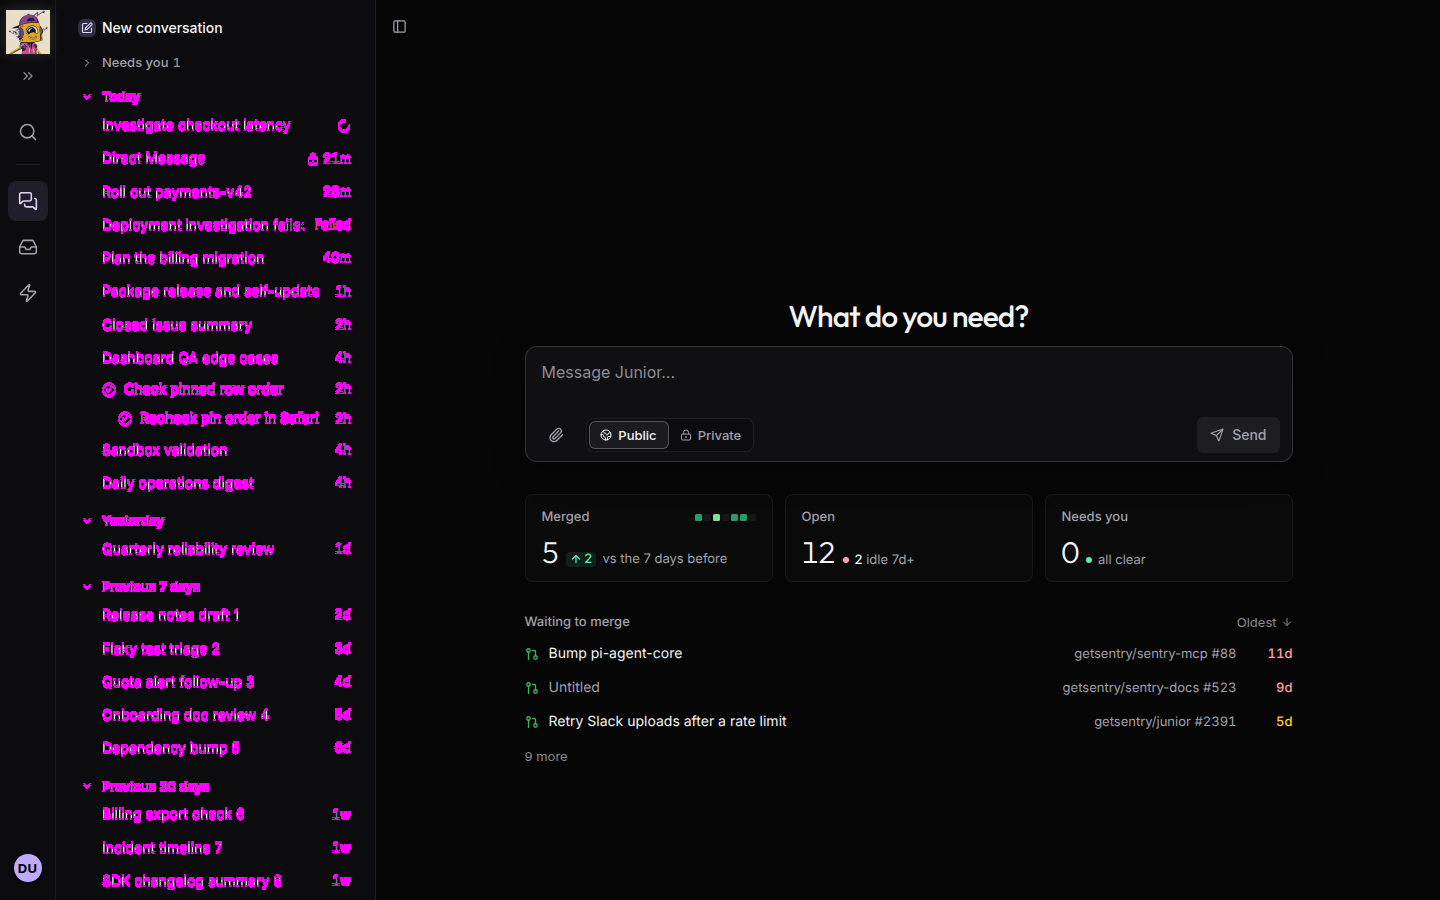 New conversation
Needs you 1
Today
Investigate checkout latency
Direct Message 21m
Roll out payments-v42
Deployment investigation Failed
Plan the billing migration 40m
Package release and self-update 1h
Closed issue summary 2h
Dashboard QA edge cases 4h
Check pinned row order 2h
Recheck pin order in Safari 2h
Sandbox validation 4h
Daily operations digest 4h
Yesterday
Quarterly reliability review 1d
Previous 7 days
Release notes draft 1 2d
Flaky test triage 2 3d
Quota alert follow-up 3 4d
Onboarding doc review 4 5d
Dependency bump 5 6d
Previous 30 days
Billing export check 6 1w
Incident timeline 7 1w
SDK changelog summary 8 1w
DU
What do you need?
Message Junior...
Public Private Send
Merged
5 ↑ 2 vs the 7 days before
Open
12 2 idle 7d+
Needs you
0 all clear
Waiting to merge Oldest ↓
Bump pi-agent-core getsentry/sentry-mcp #88 11d
Untitled getsentry/sentry-docs #523 9d
Retry Slack uploads after a rate limit getsentry/junior #2391 5d
9 more